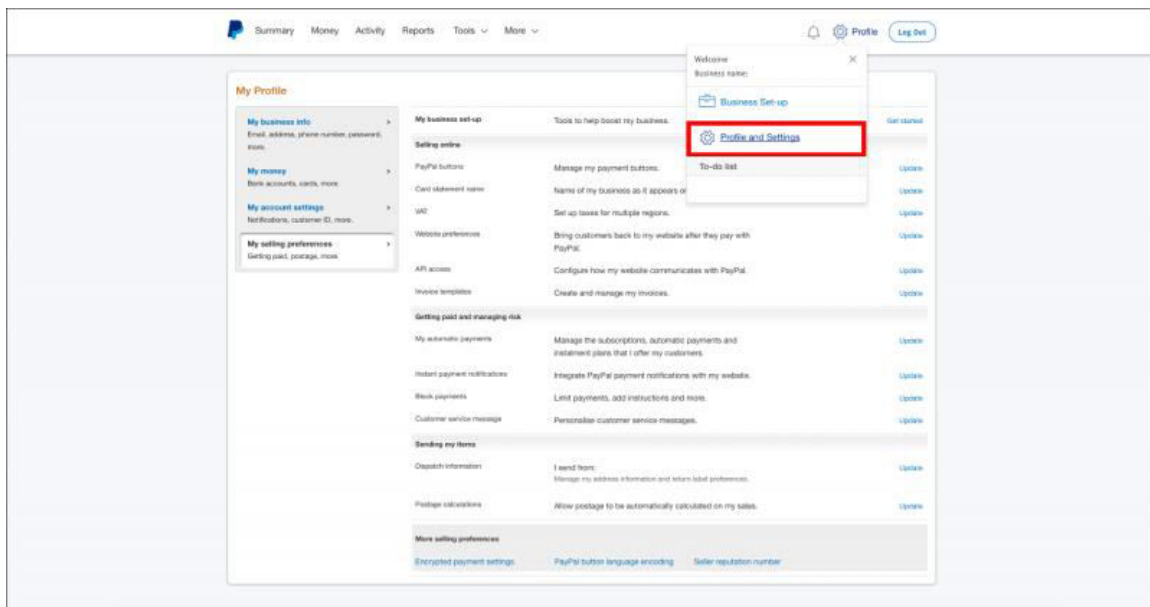 Summary Money Activity Reports Tools More Profile Log Out
Welcome
Business name:
Business Set-up
Profile and Settings
To-do list
My Profile
My business info
Email, address, phone number, password, more.
My money
Bank accounts, cards, more.
My account settings
Notifications, customer ID, more.
My selling preferences
Getting paid, postage, more
My business set-up Tools to help boost my business. Get started
Selling online
PayPal buttons Manage my payment buttons. Update
Card statement name Name of my business as it appears Update
VAT Set up taxes for multiple regions. Update
Website preferences Bring customers back to my website after they pay with Update
PayPal.
API access Configure how my website communicates with PayPal. Update
Invoice templates Create and manage my invoices. Update
Getting paid and managing risk
My automatic payments Manage the subscriptions, automatic payments and Update
instalment plans that I offer my customers.
Instant payment notifications Integrate PayPal payment notifications with my website. Update
Block payments Limit payments, add instructions and more. Update
Customer service message Personalise customer service messages. Update
Sending my items
Dispatch information I send from: Update
Manage my address information and return label preferences.
Postage calculations Allow postage to be automatically calculated on my sales. Update
More selling preferences
Encrypted payment settings PayPal button language encoding Seller reputation number